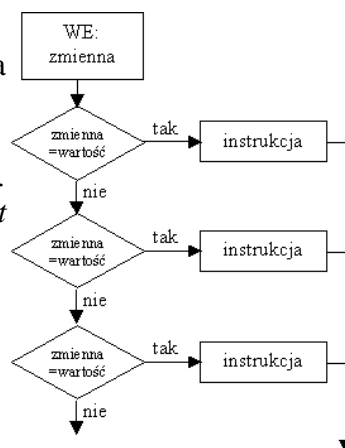 WE:
zmienna
a
zmienna
=wartość
tak
instrukcja
nie
t
zmienna
=wartość
tak
instrukcja
nie
zmienna
=wartość
tak
instrukcja
nie